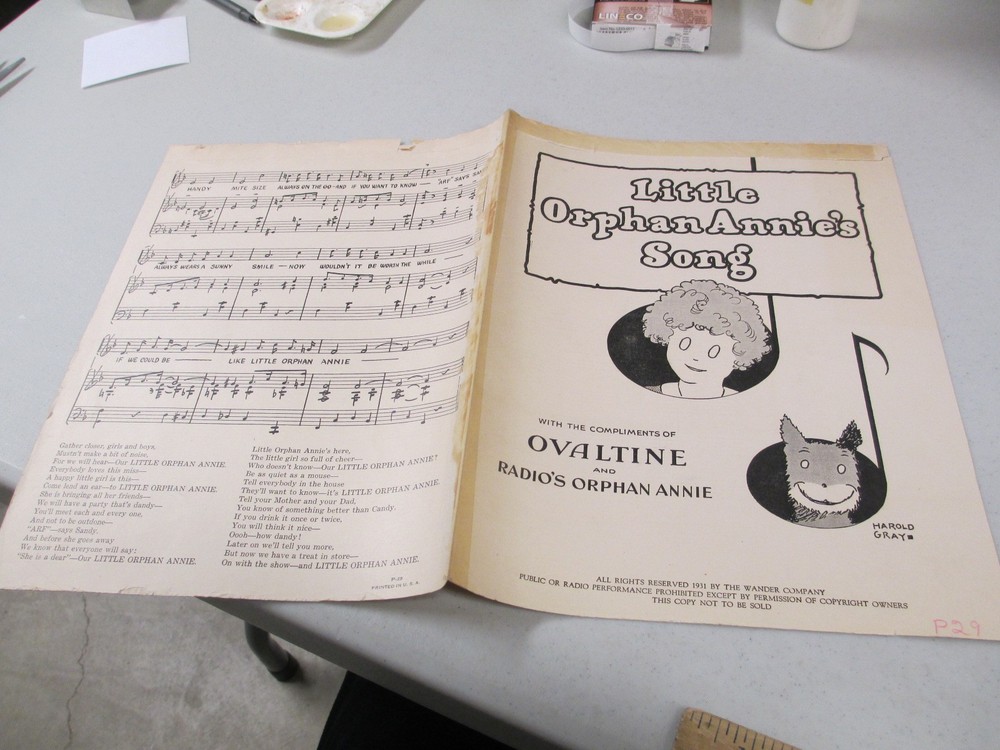 LINECO
HANDY MITE SIZE ALWAYS ON THE GO—AND IF YOU WANT TO KNOW— "ARF" SAYS
ALWAYS WEARS A SUNNY SMILE—NOW WOULDN'T IT BE WORTH THE WHILE
IF WE COULD BE LIKE LITTLE ORPHAN ANNIE
Gather closer, girls and boys,
Mustn't make a bit of noise,
For we will hear—Our LITTLE ORPHAN ANNIE.
Everybody loves this miss—
A happy little girl is this—
Come lend an ear—to LITTLE ORPHAN ANNIE.
She is bringing all her friends—
We will have a party that's dandy—
You'll meet each and every one,
And not to be outdone—
"ARF"—says Sandy.
And before she goes away
We know that everyone will say:
"She is a dear"—Our LITTLE ORPHAN ANNIE.
Little Orphan Annie's here,
The little girl so full of cheer—
Who doesn't know—Our LITTLE ORPHAN ANNIE?
Be as quiet as a mouse—
Tell everybody in the house
They'll want to know—it's LITTLE ORPHAN ANNIE.
Tell your Mother and your Dad,
You know of something better than Candy.
If you drink it once or twice,
You will think it nice—
Oooh—how dandy!
Later on we'll tell you more,
But now we have a treat in store—
On with the show—and LITTLE ORPHAN ANNIE.
P-29
PRINTED IN U. S. A.
Little
Orphan Annie's
Song
WITH THE COMPLIMENTS OF
OVALTINE
AND
RADIO'S ORPHAN ANNIE
HAROLD
GRAY
ALL RIGHTS RESERVED 1931 BY THE WANDER COMPANY
PUBLIC OR RADIO PERFORMANCE PROHIBITED EXCEPT BY PERMISSION OF COPYRIGHT OWNERS
THIS COPY NOT TO BE SOLD
P29